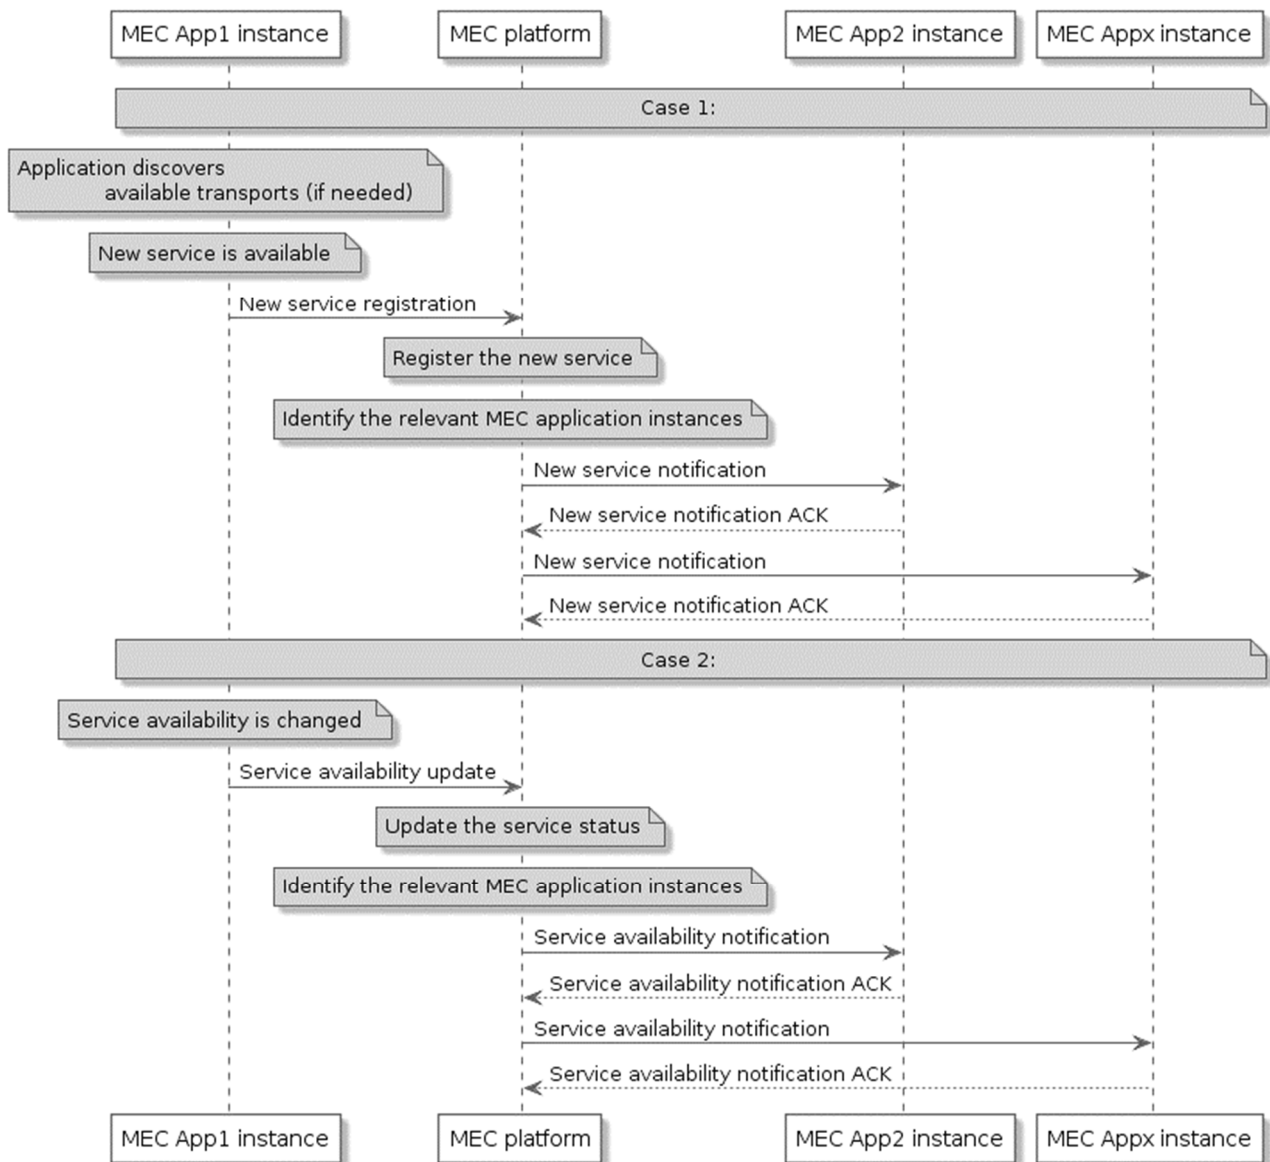 MEC App1 instance
MEC platform
MEC App2 instance
MEC Appx instance
Case 1:
Application discovers
available transports (if needed)
New service is available
New service registration
Register the new service
Identify the relevant MEC application instances
New service notification
New service notification ACK
New service notification
New service notification ACK
Case 2:
Service availability is changed
Service availability update
Update the service status
Identify the relevant MEC application instances
Service availability notification
Service availability notification ACK
Service availability notification
Service availability notification ACK
MEC App1 instance
MEC platform
MEC App2 instance
MEC Appx instance